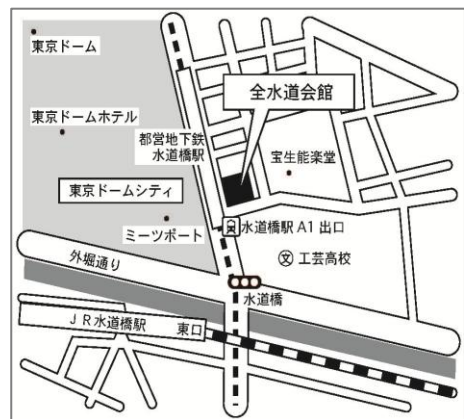 東京ドーム
全水道会館
東京ドームホテル
都営地下鉄
水道橋駅
宝生能楽堂
東京ドームシティ
ミーツポート
水道橋駅 A1 出口
外堀通り
文 工芸高校
水道橋
JR水道橋駅 東口